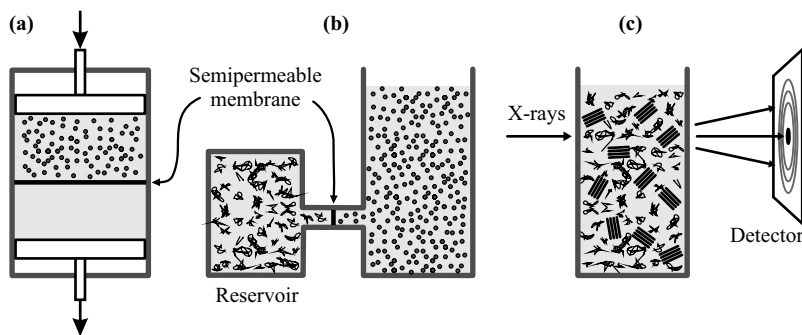 (a)
(b)
(c)
Semipermeable
membrane
X-rays
Reservoir
Detector